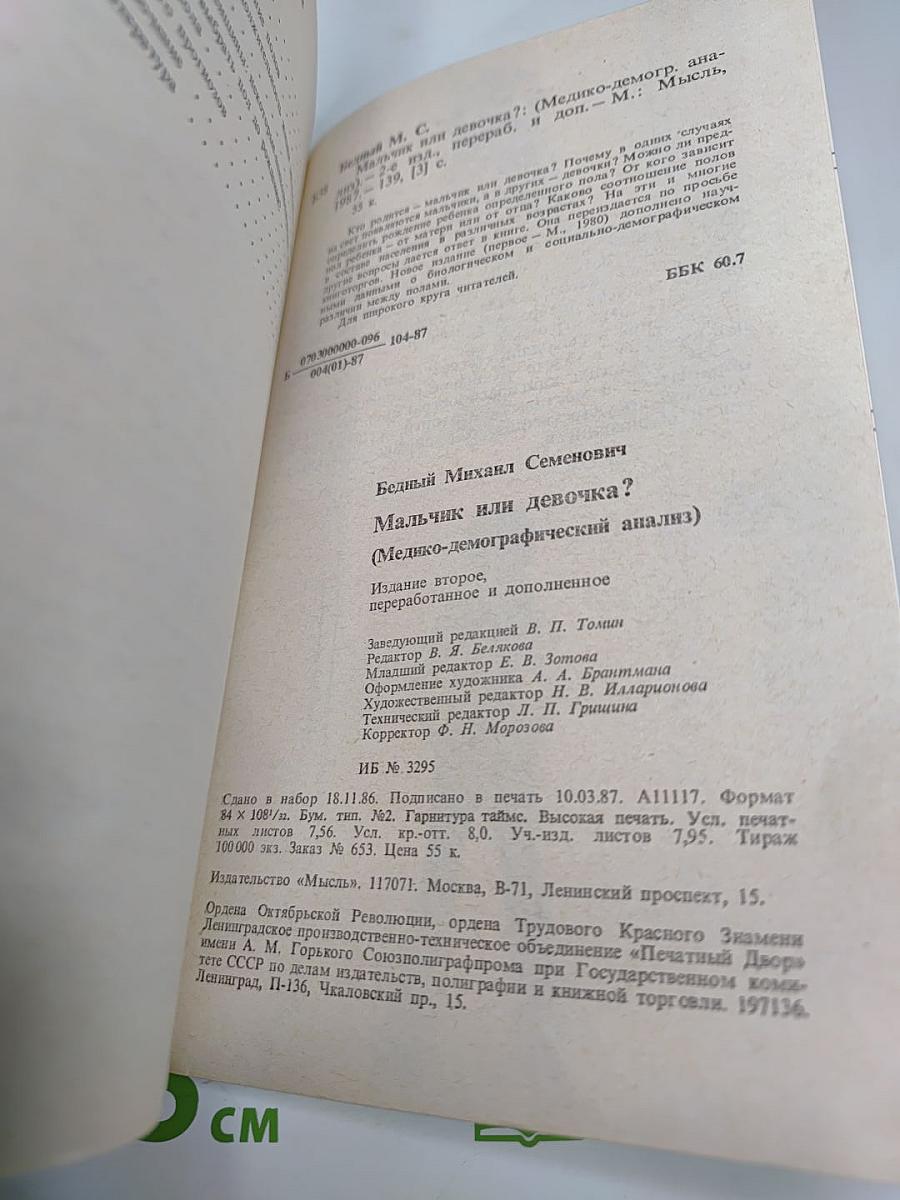 Бедный М. С.
Б38 Мальчик или девочка?: (Медико-демогр. ана-
лиз).— 2-е изд., перераб. и доп.— М.: Мысль,
1987.— 139, [3] с.
55 к.
Кто родится — мальчик или девочка? Почему в одних случаях
на свет появляются мальчики, а в других — девочки? Можно ли пред-
определить рождение ребенка определенного пола? От кого зависит
пол ребенка — от матери или от отца? Каково соотношение полов
в составе населения в различных возрастах? На эти и многие
другие вопросы дается ответ в книге. Она переиздается по просьбе
книготоргов. Новое издание (первое — М., 1980) дополнено науч-
ными данными о биологическом и социально-демографическом
различии между полами.
Для широкого круга читателей.
Б 0703000000-096 104-87
004(01)-87
ББК 60.7
Бедный Михаил Семенович
Мальчик или девочка?
(Медико-демографический анализ)
Издание второе,
переработанное и дополненное
Заведующий редакцией В. П. Томин
Редактор В. Я. Белякова
Младший редактор Е. В. Зотова
Оформление художника А. А. Брантмана
Художественный редактор Н. В. Илларионова
Технический редактор Л. П. Гришина
Корректор Ф. Н. Морозова
ИБ № 3295
Сдано в набор 18.11.86. Подписано в печать 10.03.87. А11117. Формат
84 × 108¹/₃₂. Бум. тип. №2. Гарнитура таймс. Высокая печать. Усл. печат-
ных листов 7,56. Усл. кр.-отт. 8,0. Уч.-изд. листов 7,95. Тираж
100 000 экз. Заказ № 653. Цена 55 к.
Издательство «Мысль». 117071. Москва, В-71, Ленинский проспект, 15.
Ордена Октябрьской Революции, ордена Трудового Красного Знамени
Ленинградское производственно-техническое объединение «Печатный Двор»
имени А. М. Горького Союзполиграфпрома при Государственном коми-
тете СССР по делам издательств, полиграфии и книжной торговли. 197136.
Ленинград, П-136, Чкаловский пр., 15.
см